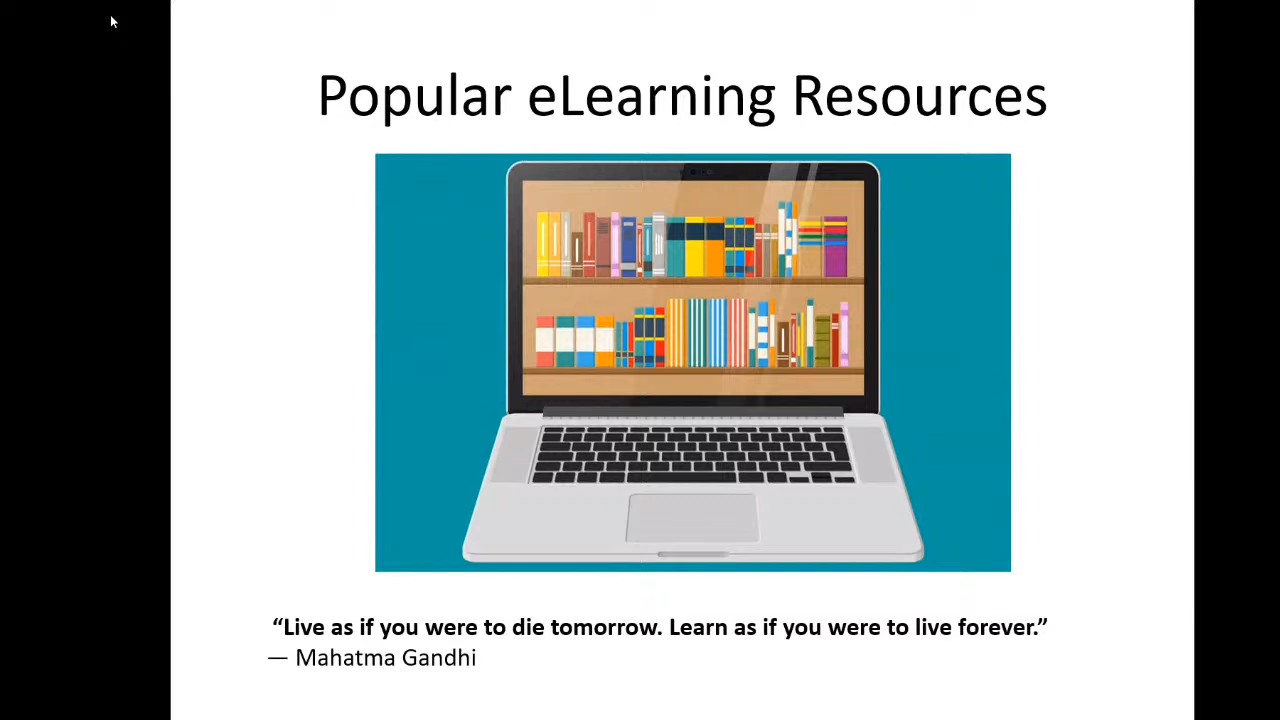 Popular eLearning Resources
“Live as if you were to die tomorrow. Learn as if you were to live forever.”
— Mahatma Gandhi